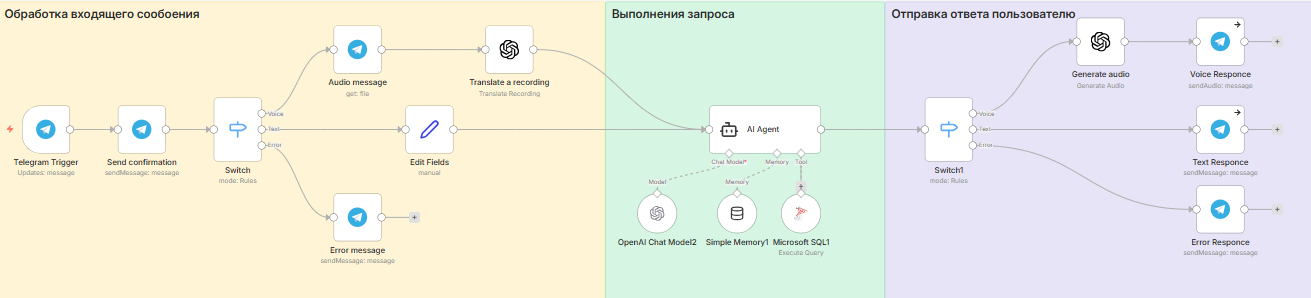 Обработка входящего сообоения
Audio message
get: file
Translate a recording
Translate Recording
Telegram Trigger
Updates: message
Send confirmation
sendMessage: message
Switch
mode: Rules
Voice
Text
Error
Edit Fields
manual
Error message
sendMessage: message
Выполнения запроса
AI Agent
Chat Model*
Memory
Tool
Model
Memory
OpenAI Chat Model2
Simple Memory1
Microsoft SQL1
Execute Query
Отправка ответа пользователю
Switch1
mode: Rules
Voice
Text
Error
Generate audio
Generate Audio
Voice Responce
sendAudio: message
Text Responce
sendMessage: message
Error Responce
sendMessage: message